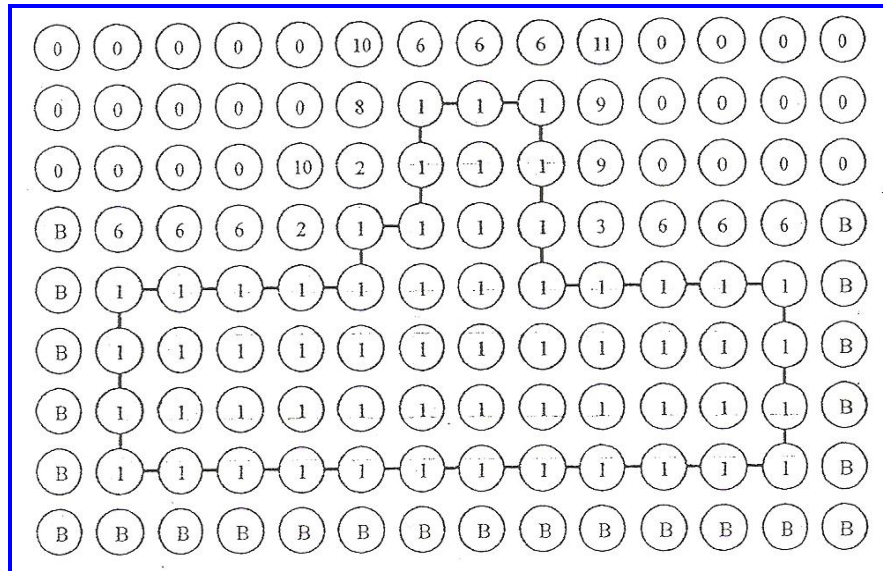 0 0 0 0 0 10 6 6 6 11 0 0 0 0
0 0 0 0 0 8 1 1 1 9 0 0 0 0
0 0 0 0 10 2 1 1 1 9 0 0 0 0
B 6 6 6 2 1 1 1 1 3 6 6 6 B
B 1 1 1 1 1 1 1 1 1 1 1 1 B
B 1 1 1 1 1 1 1 1 1 1 1 1 B
B 1 1 1 1 1 1 1 1 1 1 1 1 B
B 1 1 1 1 1 1 1 1 1 1 1 1 B
B B B B B B B B B B B B B B